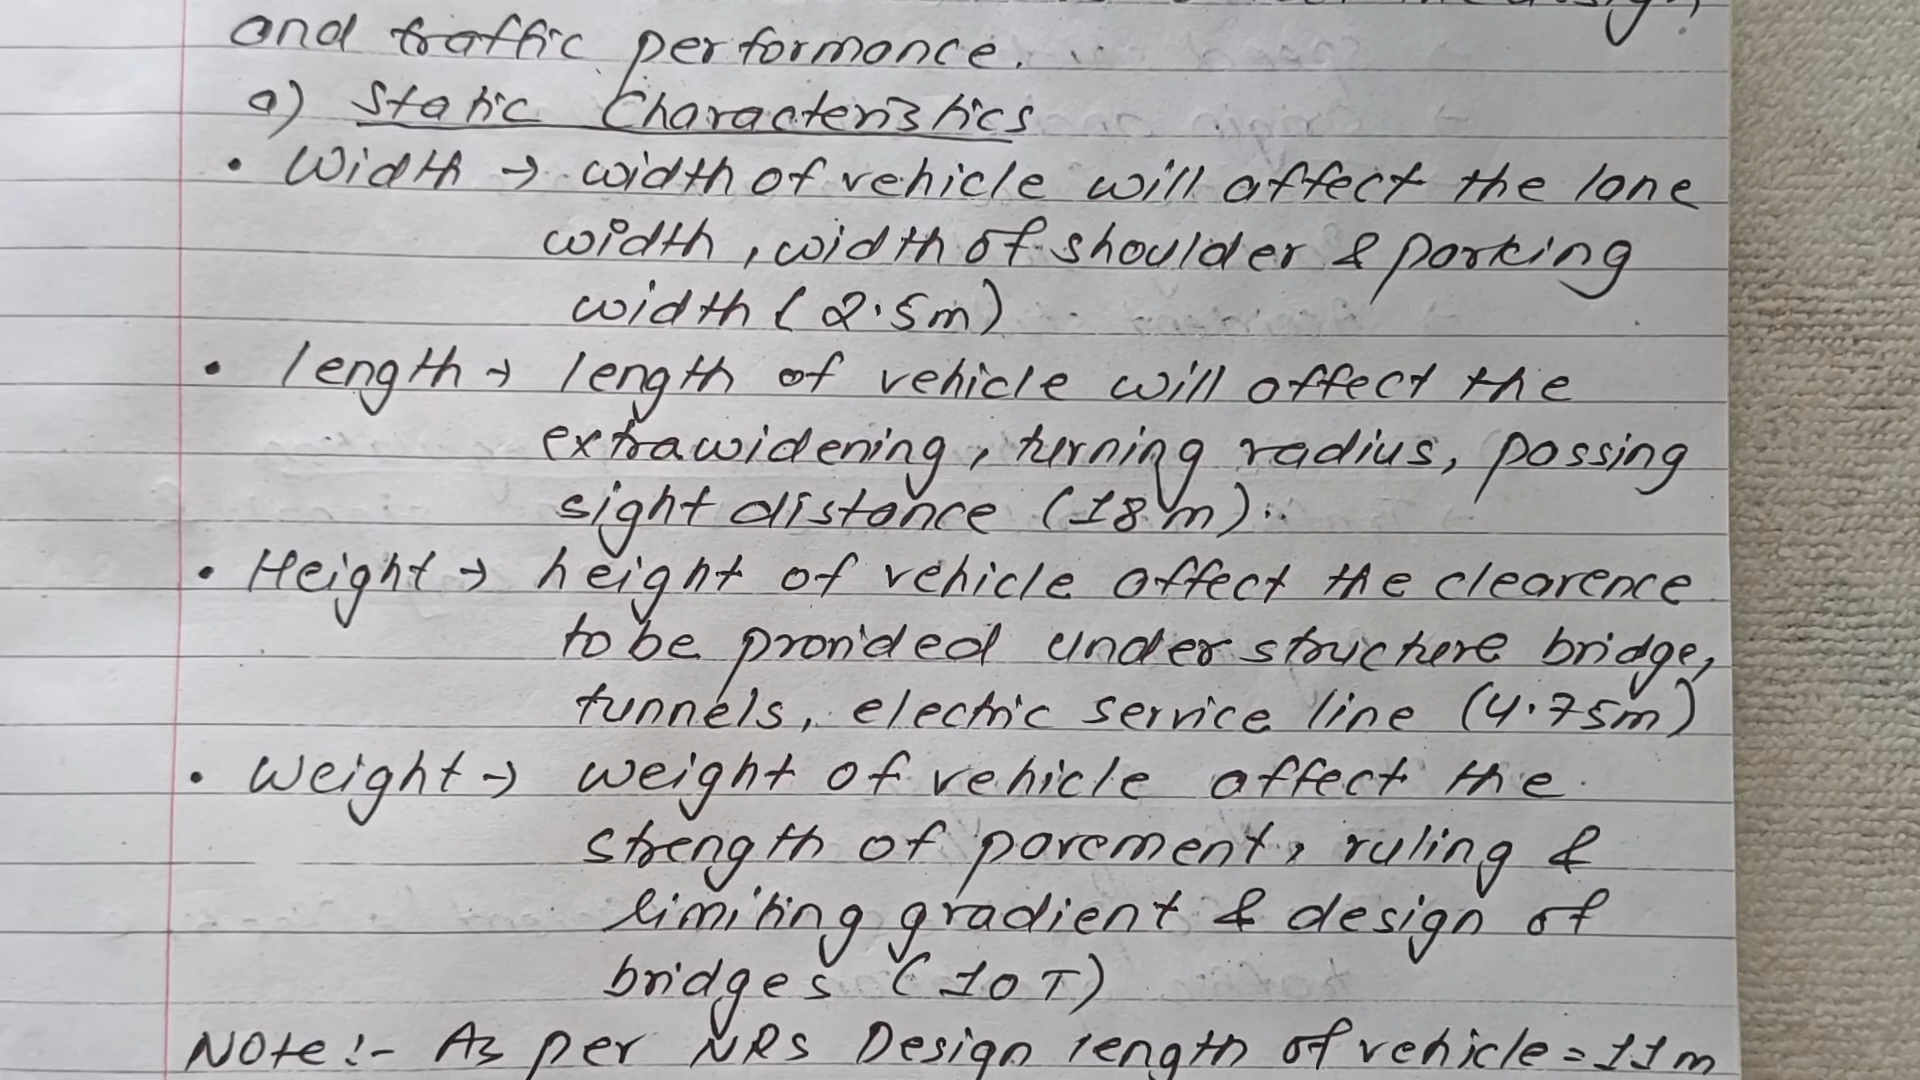 and traffic performance.
a) Static Characteristics
• Width → width of vehicle will affect the lane
width, width of shoulder & parking
width (2.5m)
• length → length of vehicle will affect the
extrawidening, turning radius, passing
sight distance (18m).
• Height → height of vehicle affect the clearence
to be provided under structure bridge,
tunnels, electric service line (4.75m)
• Weight → weight of vehicle affect the
strength of pavement, ruling &
limiting gradient & design of
bridges (10T)
NOTE :- As per NRS Design length of vehicle = 11m